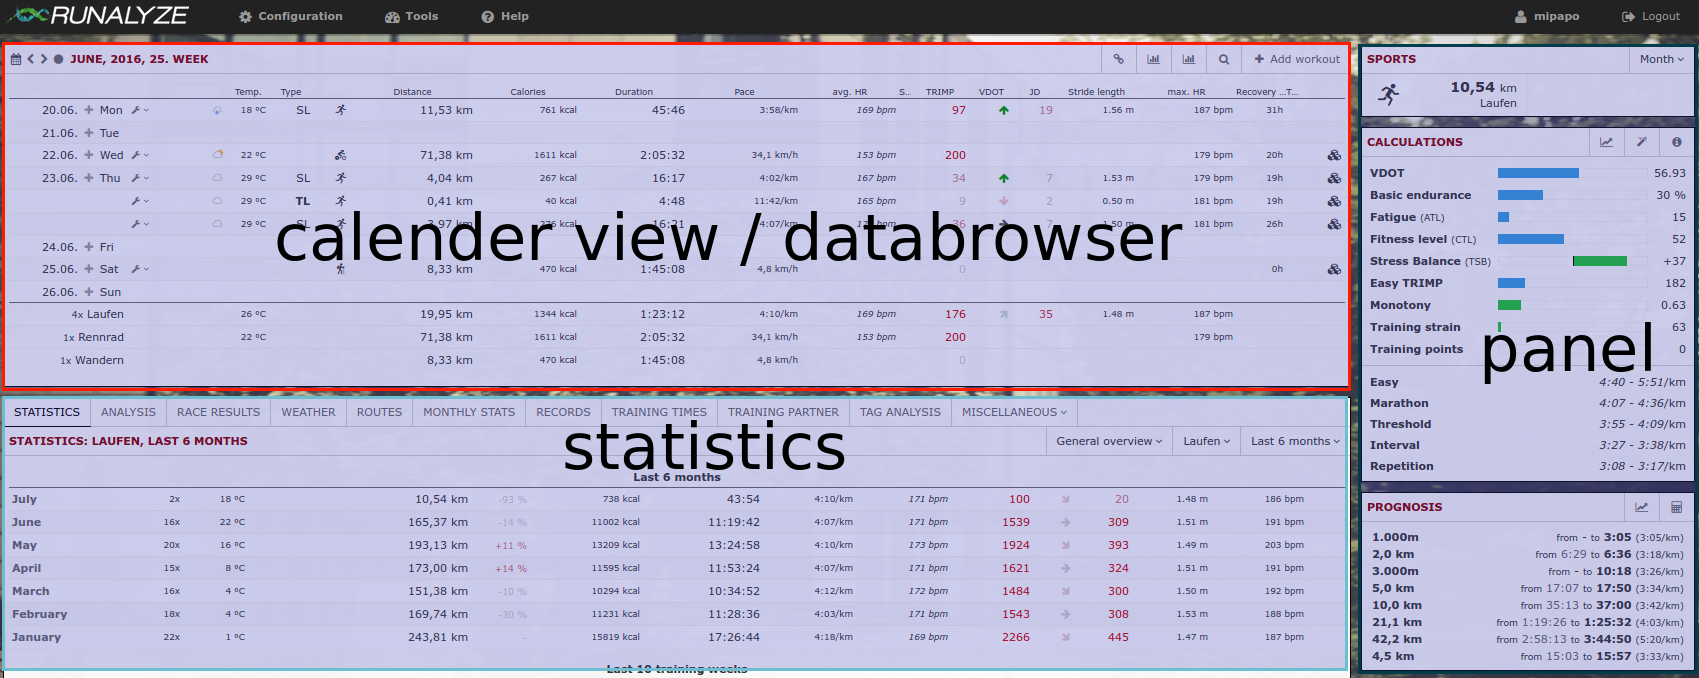 RUNALYZE Configuration Tools Help mipapo Logout
JUNE, 2016, 25. WEEK Add workout
Temp. Type Distance Calories Duration Pace avg. HR S... TRIMP VDOT JD Stride length max. HR Recovery ...T...
20.06. Mon 18 ºC SL 11,53 km 761 kcal 45:46 3:58/km 169 bpm 97 19 1.56 m 187 bpm 31h
21.06. Tue
22.06. Wed 22 ºC 71,38 km 1611 kcal 2:05:32 34,1 km/h 153 bpm 200 179 bpm 20h
23.06. Thu 29 ºC SL 4,04 km 267 kcal 16:17 4:02/km 167 bpm 34 7 1.53 m 179 bpm 19h
29 ºC TL 0,41 km 40 kcal 4:48 11:42/km 165 bpm 9 2 0.50 m 181 bpm 19h
29 ºC SL 3,97 km 276 kcal 16:21 4:07/km 36 7 1.50 m 181 bpm 26h
calender view / databrowser
24.06. Fri
25.06. Sat 8,33 km 470 kcal 1:45:08 4,8 km/h 0 0h
26.06. Sun
4x Laufen 26 ºC 19,95 km 1344 kcal 1:23:12 4:10/km 169 bpm 176 35 1.48 m 187 bpm
1x Rennrad 22 ºC 71,38 km 1611 kcal 2:05:32 34,1 km/h 153 bpm 200 179 bpm
1x Wandern 8,33 km 470 kcal 1:45:08 4,8 km/h 0
STATISTICS ANALYSIS RACE RESULTS WEATHER ROUTES MONTHLY STATS RECORDS TRAINING TIMES TRAINING PARTNER TAG ANALYSIS MISCELLANEOUS
STATISTICS: LAUFEN, LAST 6 MONTHS General overview Laufen Last 6 months
statistics
Last 6 months
July 2x 18 ºC 10,54 km -93 % 738 kcal 43:54 4:10/km 171 bpm 100 20 1.48 m 186 bpm
June 16x 22 ºC 165,37 km -14 % 11002 kcal 11:19:42 4:07/km 171 bpm 1539 309 1.51 m 191 bpm
May 20x 16 ºC 193,13 km +11 % 13209 kcal 13:24:58 4:10/km 173 bpm 1924 393 1.49 m 203 bpm
April 15x 8 ºC 173,00 km +14 % 11595 kcal 11:53:24 4:07/km 171 bpm 1621 324 1.51 m 191 bpm
March 16x 4 ºC 151,38 km -10 % 10294 kcal 10:34:52 4:12/km 172 bpm 1484 300 1.50 m 192 bpm
February 18x 4 ºC 169,74 km -30 % 11231 kcal 11:28:36 4:03/km 171 bpm 1543 308 1.53 m 188 bpm
January 22x 1 ºC 243,81 km - 15819 kcal 17:26:44 4:18/km 169 bpm 2266 445 1.47 m 187 bpm
Last 10 training weeks
SPORTS Month
10,54 km
Laufen
CALCULATIONS
VDOT 56.93
Basic endurance 30 %
Fatigue (ATL) 15
Fitness level (CTL) 52
Stress Balance (TSB) +37
Easy TRIMP 182
Monotony 0.63
Training strain 63
Training points 0
panel
Easy 4:40 - 5:51/km
Marathon 4:07 - 4:36/km
Threshold 3:55 - 4:09/km
Interval 3:27 - 3:38/km
Repetition 3:08 - 3:17/km
PROGNOSIS
1.000m from - to 3:05 (3:05/km)
2,0 km from 6:29 to 6:36 (3:18/km)
3.000m from - to 10:18 (3:26/km)
5,0 km from 17:07 to 17:50 (3:34/km)
10,0 km from 35:13 to 37:00 (3:42/km)
21,1 km from 1:19:26 to 1:25:32 (4:03/km)
42,2 km from 2:58:13 to 3:44:50 (5:20/km)
4,5 km from 15:03 to 15:57 (3:33/km)